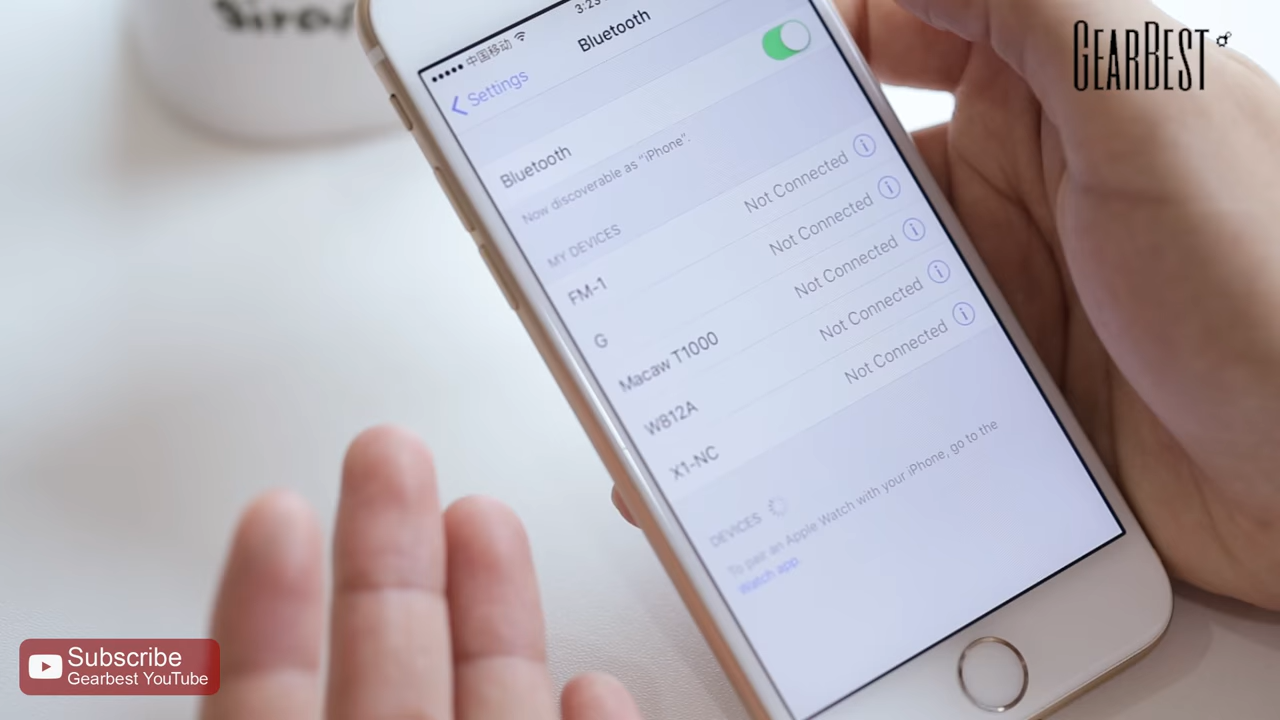 GEARBEST
中国移动
3:23
Settings
Bluetooth
Bluetooth
Now discoverable as “iPhone”.
MY DEVICES
FM-1
Not Connected
G
Not Connected
Macaw T1000
Not Connected
W812A
Not Connected
X1-NC
Not Connected
DEVICES
To pair an Apple Watch with your iPhone, go to the
Watch app.
Subscribe
Gearbest YouTube